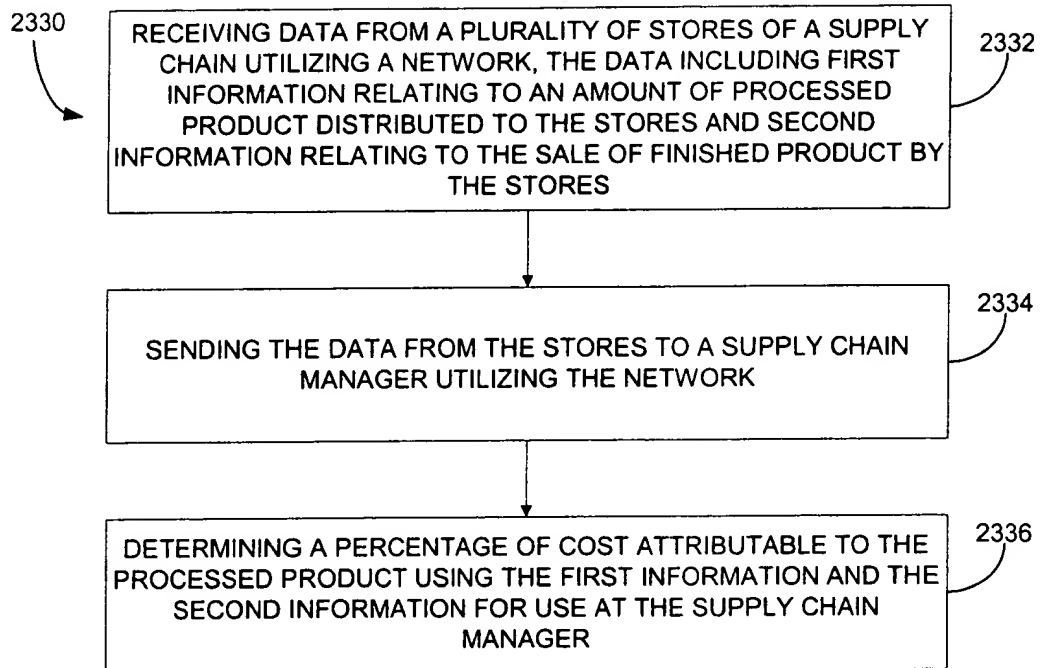 2330
RECEIVING DATA FROM A PLURALITY OF STORES OF A SUPPLY
CHAIN UTILIZING A NETWORK, THE DATA INCLUDING FIRST
INFORMATION RELATING TO AN AMOUNT OF PROCESSED
PRODUCT DISTRIBUTED TO THE STORES AND SECOND
INFORMATION RELATING TO THE SALE OF FINISHED PRODUCT BY
THE STORES
2332
SENDING THE DATA FROM THE STORES TO A SUPPLY CHAIN
MANAGER UTILIZING THE NETWORK
2334
DETERMINING A PERCENTAGE OF COST ATTRIBUTABLE TO THE
PROCESSED PRODUCT USING THE FIRST INFORMATION AND THE
SECOND INFORMATION FOR USE AT THE SUPPLY CHAIN
MANAGER
2336